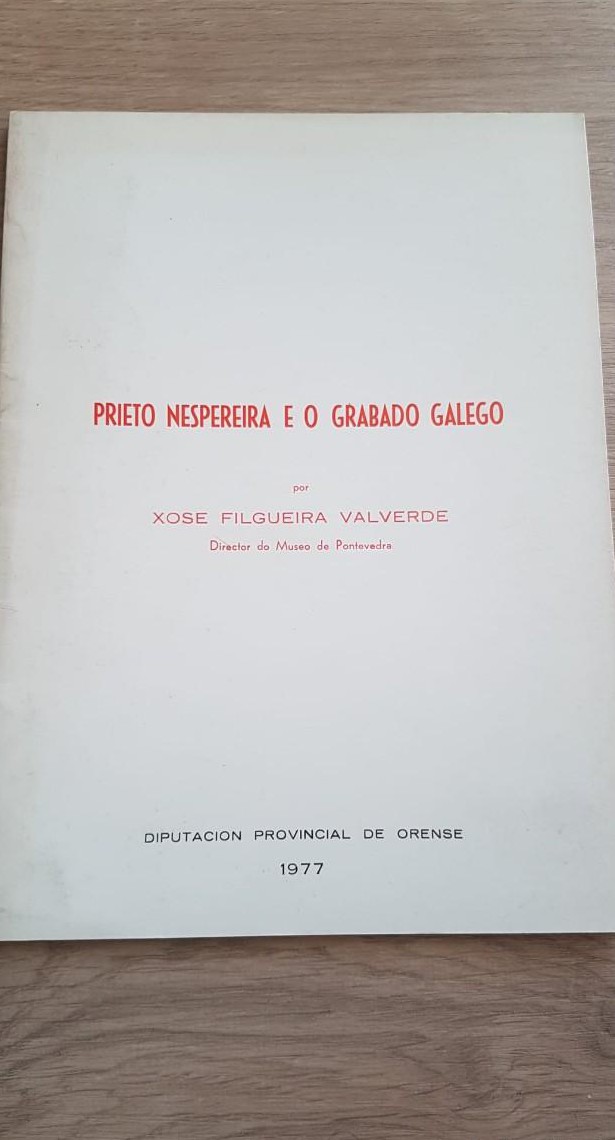 PRIETO NESPEREIRA E O GRABADO GALEGO
por
XOSE FILGUEIRA VALVERDE
Director do Museo de Pontevedra
DIPUTACION PROVINCIAL DE ORENSE
1977